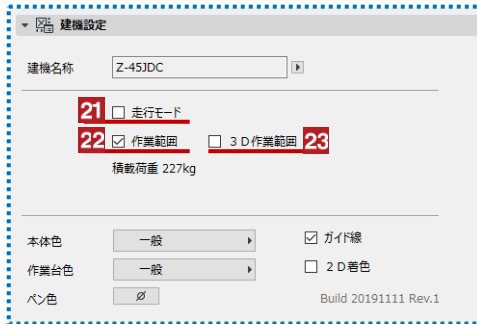 建機設定
建機名称 Z-45JDC
21 走行モード
22 作業範囲 3D作業範囲 23
積載荷重 227kg
本体色 一般 ガイド線
作業台色 一般 2D着色
ペン色 Ø Build 20191111 Rev.1